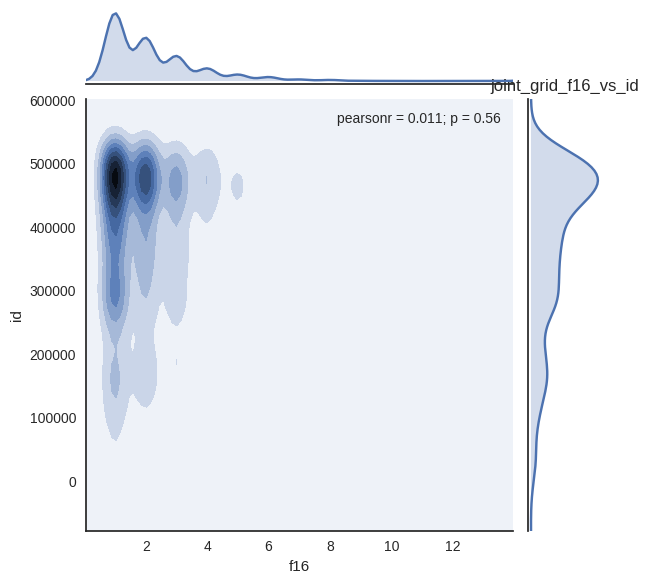 joint_grid_f16_vs_id
pearsonr = 0.011; p = 0.56
600000
500000
400000
300000
200000
100000
0
id
2 4 6 8 10 12
f16